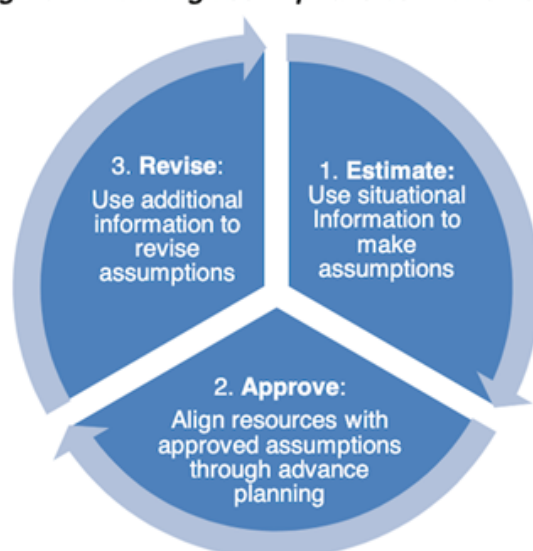 1. Estimate:
Use situational
Information to
make
assumptions
2. Approve:
Align resources with
approved assumptions
through advance
planning
3. Revise:
Use additional
information to
revise
assumptions